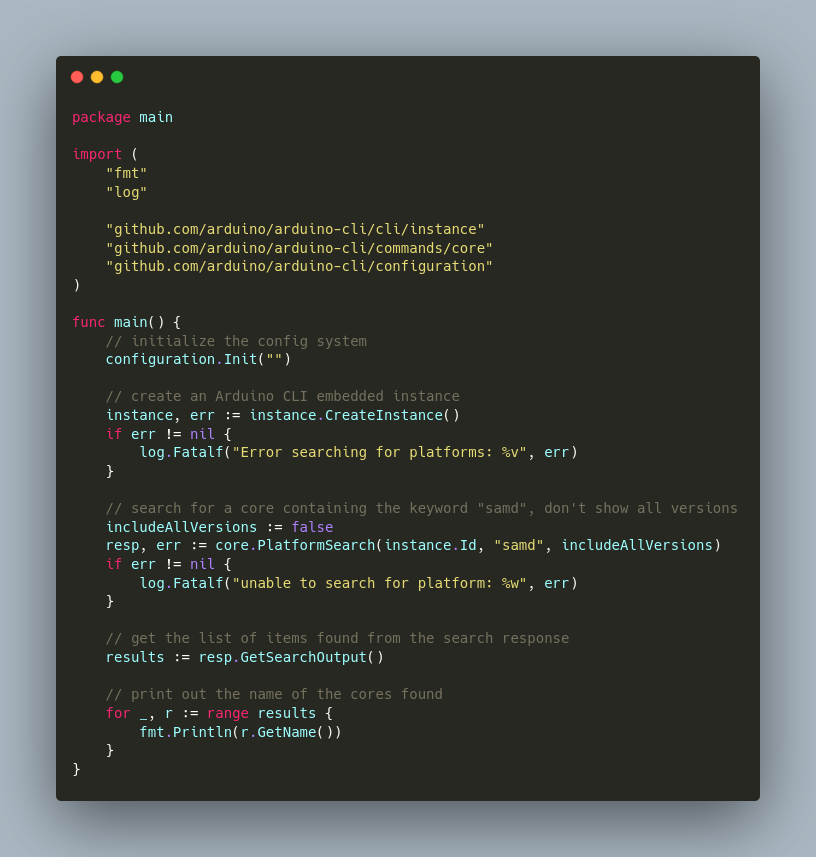 package main

import (
    "fmt"
    "log"

    "github.com/arduino/arduino-cli/cli/instance"
    "github.com/arduino/arduino-cli/commands/core"
    "github.com/arduino/arduino-cli/configuration"
)

func main() {
    // initialize the config system
    configuration.Init("")

    // create an Arduino CLI embedded instance
    instance, err := instance.CreateInstance()
    if err != nil {
        log.Fatalf("Error searching for platforms: %v", err)
    }

    // search for a core containing the keyword "samd", don't show all versions
    includeAllVersions := false
    resp, err := core.PlatformSearch(instance.Id, "samd", includeAllVersions)
    if err != nil {
        log.Fatalf("unable to search for platform: %w", err)
    }

    // get the list of items found from the search response
    results := resp.GetSearchOutput()

    // print out the name of the cores found
    for _, r := range results {
        fmt.Println(r.GetName())
    }
}